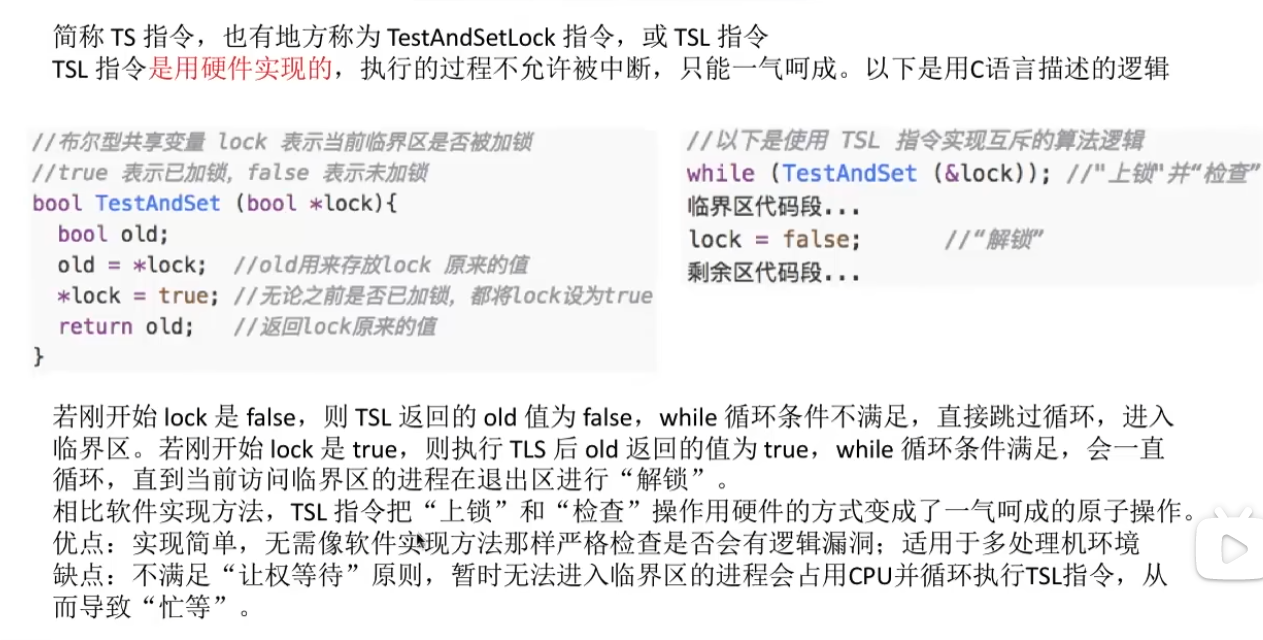 简称 TS 指令，也有地方称为 TestAndSetLock 指令，或 TSL 指令
TSL 指令是用硬件实现的，执行的过程不允许被中断，只能一气呵成。以下是用C语言描述的逻辑
//布尔型共享变量 lock 表示当前临界区是否被加锁
//true 表示已加锁，false 表示未加锁
bool TestAndSet (bool *lock){
bool old;
old = *lock; //old用来存放lock 原来的值
*lock = true; //无论之前是否已加锁，都将lock设为true
return old; //返回lock原来的值
}
//以下是使用 TSL 指令实现互斥的算法逻辑
while (TestAndSet (&lock)); //"上锁"并“检查”
临界区代码段...
lock = false; //“解锁”
剩余区代码段...
若刚开始 lock 是 false，则 TSL 返回的 old 值为 false，while 循环条件不满足，直接跳过循环，进入
临界区。若刚开始 lock 是 true，则执行 TLS 后 old 返回的值为 true，while 循环条件满足，会一直
循环，直到当前访问临界区的进程在退出区进行“解锁”。
相比软件实现方法，TSL 指令把“上锁”和“检查”操作用硬件的方式变成了一气呵成的原子操作。
优点：实现简单，无需像软件实现方法那样严格检查是否会有逻辑漏洞；适用于多处理机环境
缺点：不满足“让权等待”原则，暂时无法进入临界区的进程会占用CPU并循环执行TSL指令，从
而导致“忙等”。